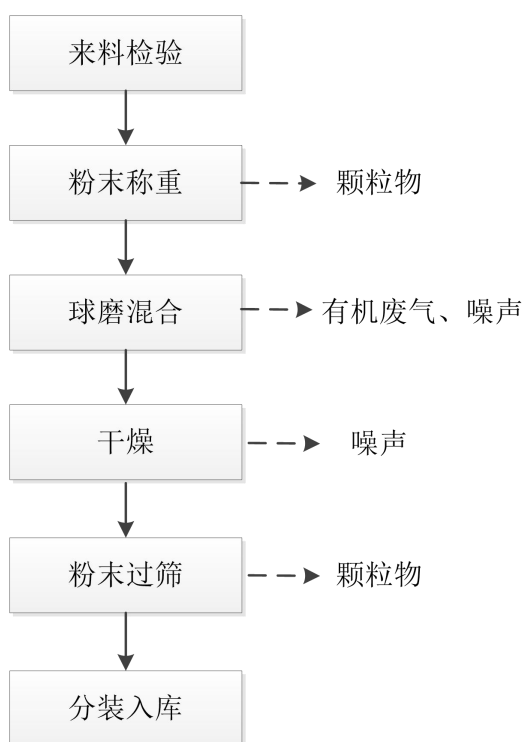 来料检验
粉末称重
颗粒物
球磨混合
有机废气、噪声
干燥
噪声
粉末过筛
颗粒物
分装入库